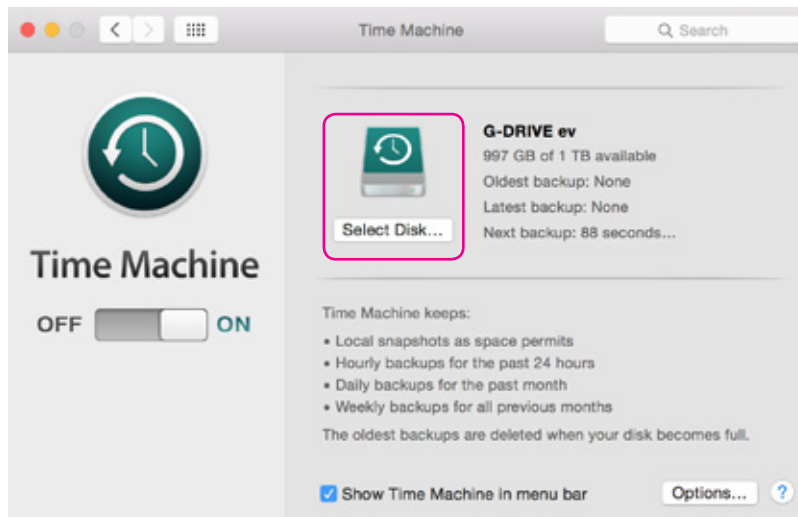 Time Machine
Search
Time Machine
OFF
ON
Select Disk...
G-DRIVE ev
997 GB of 1 TB available
Oldest backup: None
Latest backup: None
Next backup: 88 seconds...
Time Machine keeps:
• Local snapshots as space permits
• Hourly backups for the past 24 hours
• Daily backups for the past month
• Weekly backups for all previous months
The oldest backups are deleted when your disk becomes full.
Show Time Machine in menu bar
Options...
?